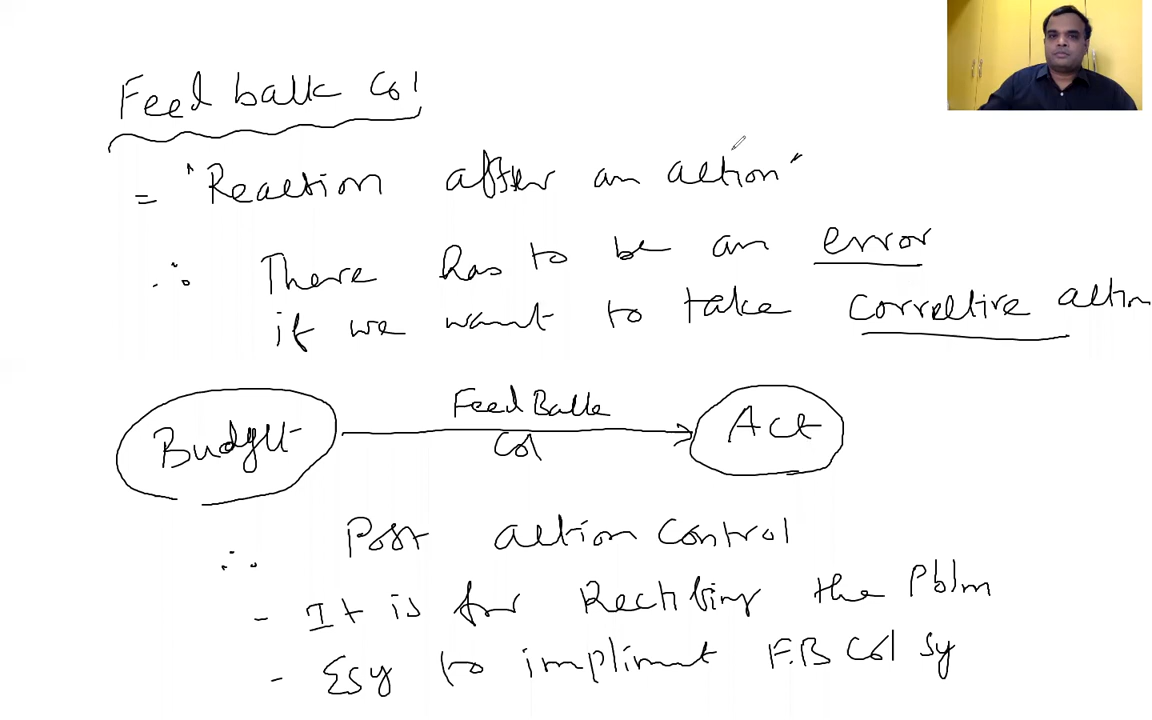 Feed back Col
= "Reaction after an action"
∴ There has to be an error
if we want to take corrective action
Budget Feed Back Col Act
∴ Post action Control
- It is for Rectifying the Pblm
- Esy to implimnt F.B Col sy